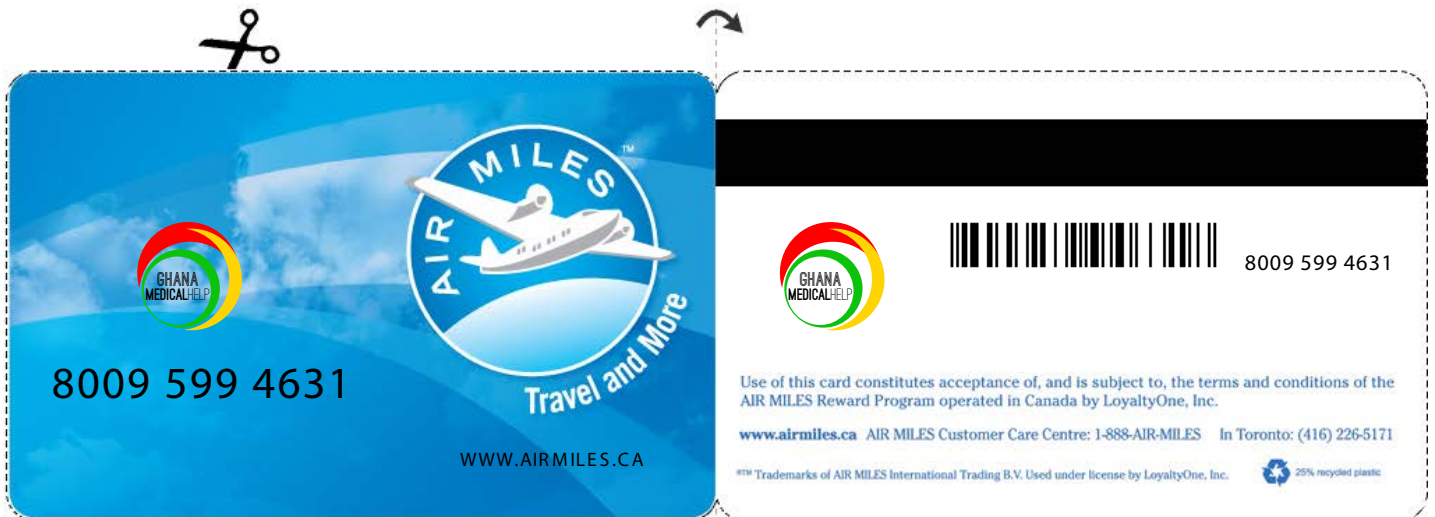 AIR MILES™
GHANA
MEDICALHELP
8009 599 4631
Travel and More
WWW.AIRMILES.CA
GHANA
MEDICALHELP
8009 599 4631
Use of this card constitutes acceptance of, and is subject to, the terms and conditions of the
AIR MILES Reward Program operated in Canada by LoyaltyOne, Inc.
www.airmiles.ca AIR MILES Customer Care Centre: 1-888-AIR-MILES In Toronto: (416) 226-5171
®™ Trademarks of AIR MILES International Trading B.V. Used under license by LoyaltyOne, Inc.
25% recycled plastic